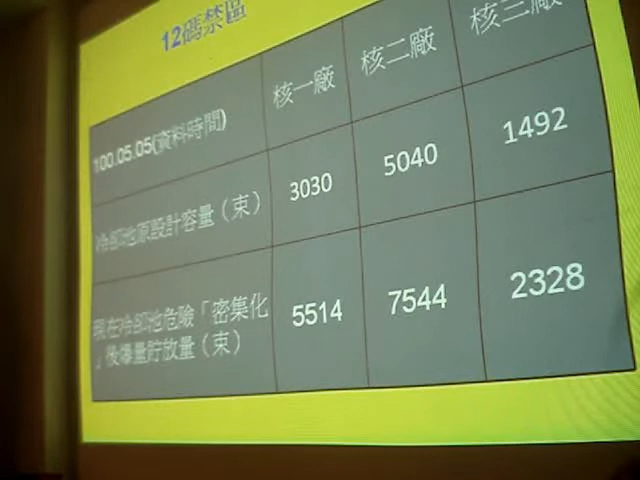 12碼禁區
100.05.05(資料時間) 核一廠 核二廠 核三廠
冷卻池原設計容量（束） 3030 5040 1492
現在冷卻池危險「密集化
」後爆量貯放量（束） 5514 7544 2328